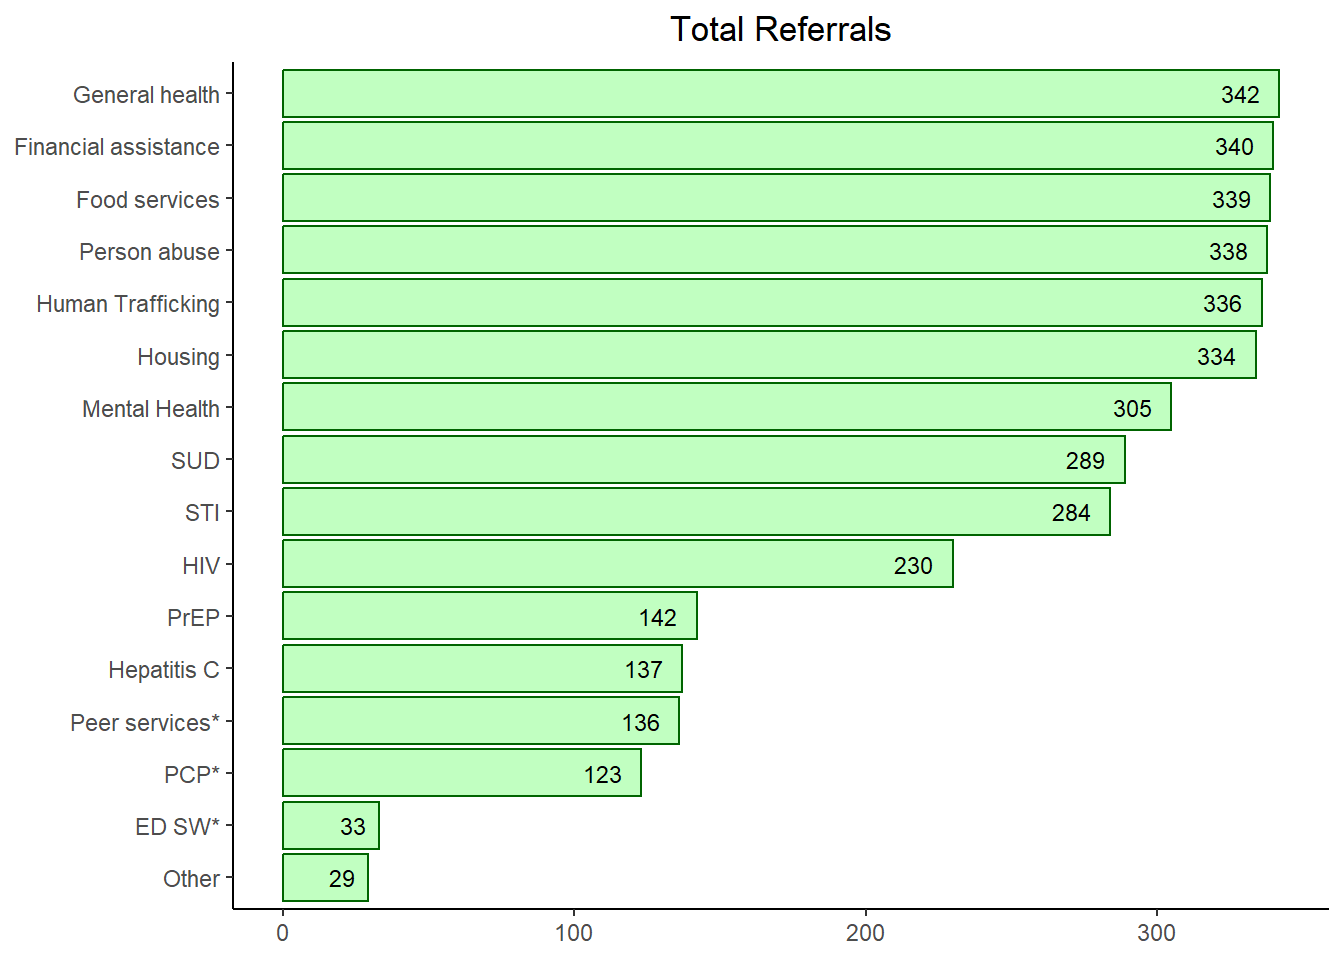 Total Referrals
General health 342
Financial assistance 340
Food services 339
Person abuse 338
Human Trafficking 336
Housing 334
Mental Health 305
SUD 289
STI 284
HIV 230
PrEP 142
Hepatitis C 137
Peer services* 136
PCP* 123
ED SW* 33
Other 29
0 100 200 300